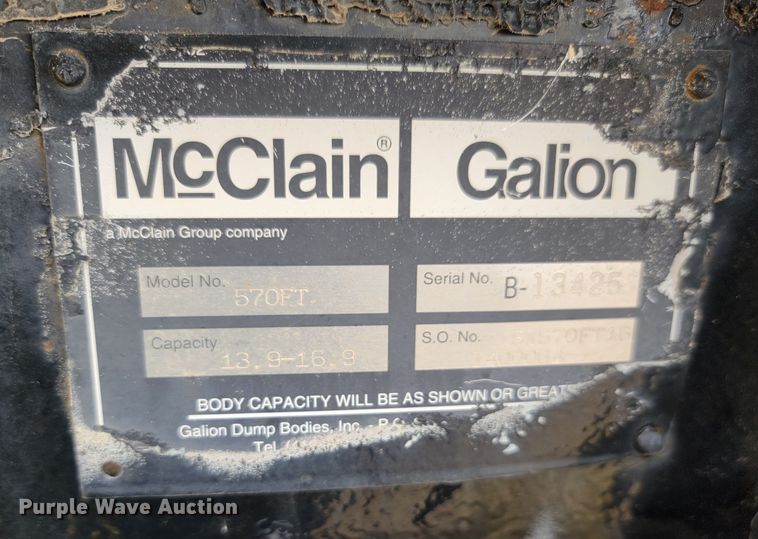 McClain® Galion
a McClain Group company
Model No. 570FT
Serial No. B-13425
Capacity 13.9-16.9
S.O. No.
BODY CAPACITY WILL BE AS SHOWN OR
Galion Dump Bodies, Inc.
Tel
Purple Wave Auction